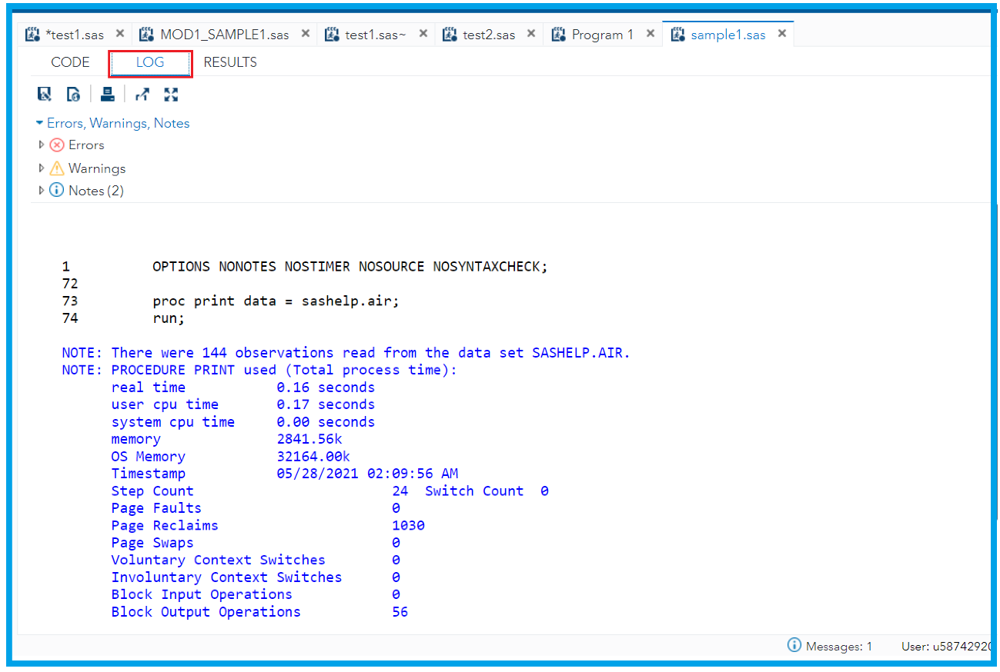 *test1.sas × MOD1_SAMPLE1.sas × test1.sas~ × test2.sas × Program 1 × sample1.sas ×
CODE LOG RESULTS
Errors, Warnings, Notes
Errors
Warnings
Notes (2)
1 OPTIONS NONOTES NOSTIMER NOSOURCE NOSYNTAXCHECK;
72
73 proc print data = sashelp.air;
74 run;
NOTE: There were 144 observations read from the data set SASHELP.AIR.
NOTE: PROCEDURE PRINT used (Total process time):
real time 0.16 seconds
user cpu time 0.17 seconds
system cpu time 0.00 seconds
memory 2841.56k
OS Memory 32164.00k
Timestamp 05/28/2021 02:09:56 AM
Step Count 24 Switch Count 0
Page Faults 0
Page Reclaims 1030
Page Swaps 0
Voluntary Context Switches 0
Involuntary Context Switches 0
Block Input Operations 0
Block Output Operations 56
Messages: 1 User: u58742920